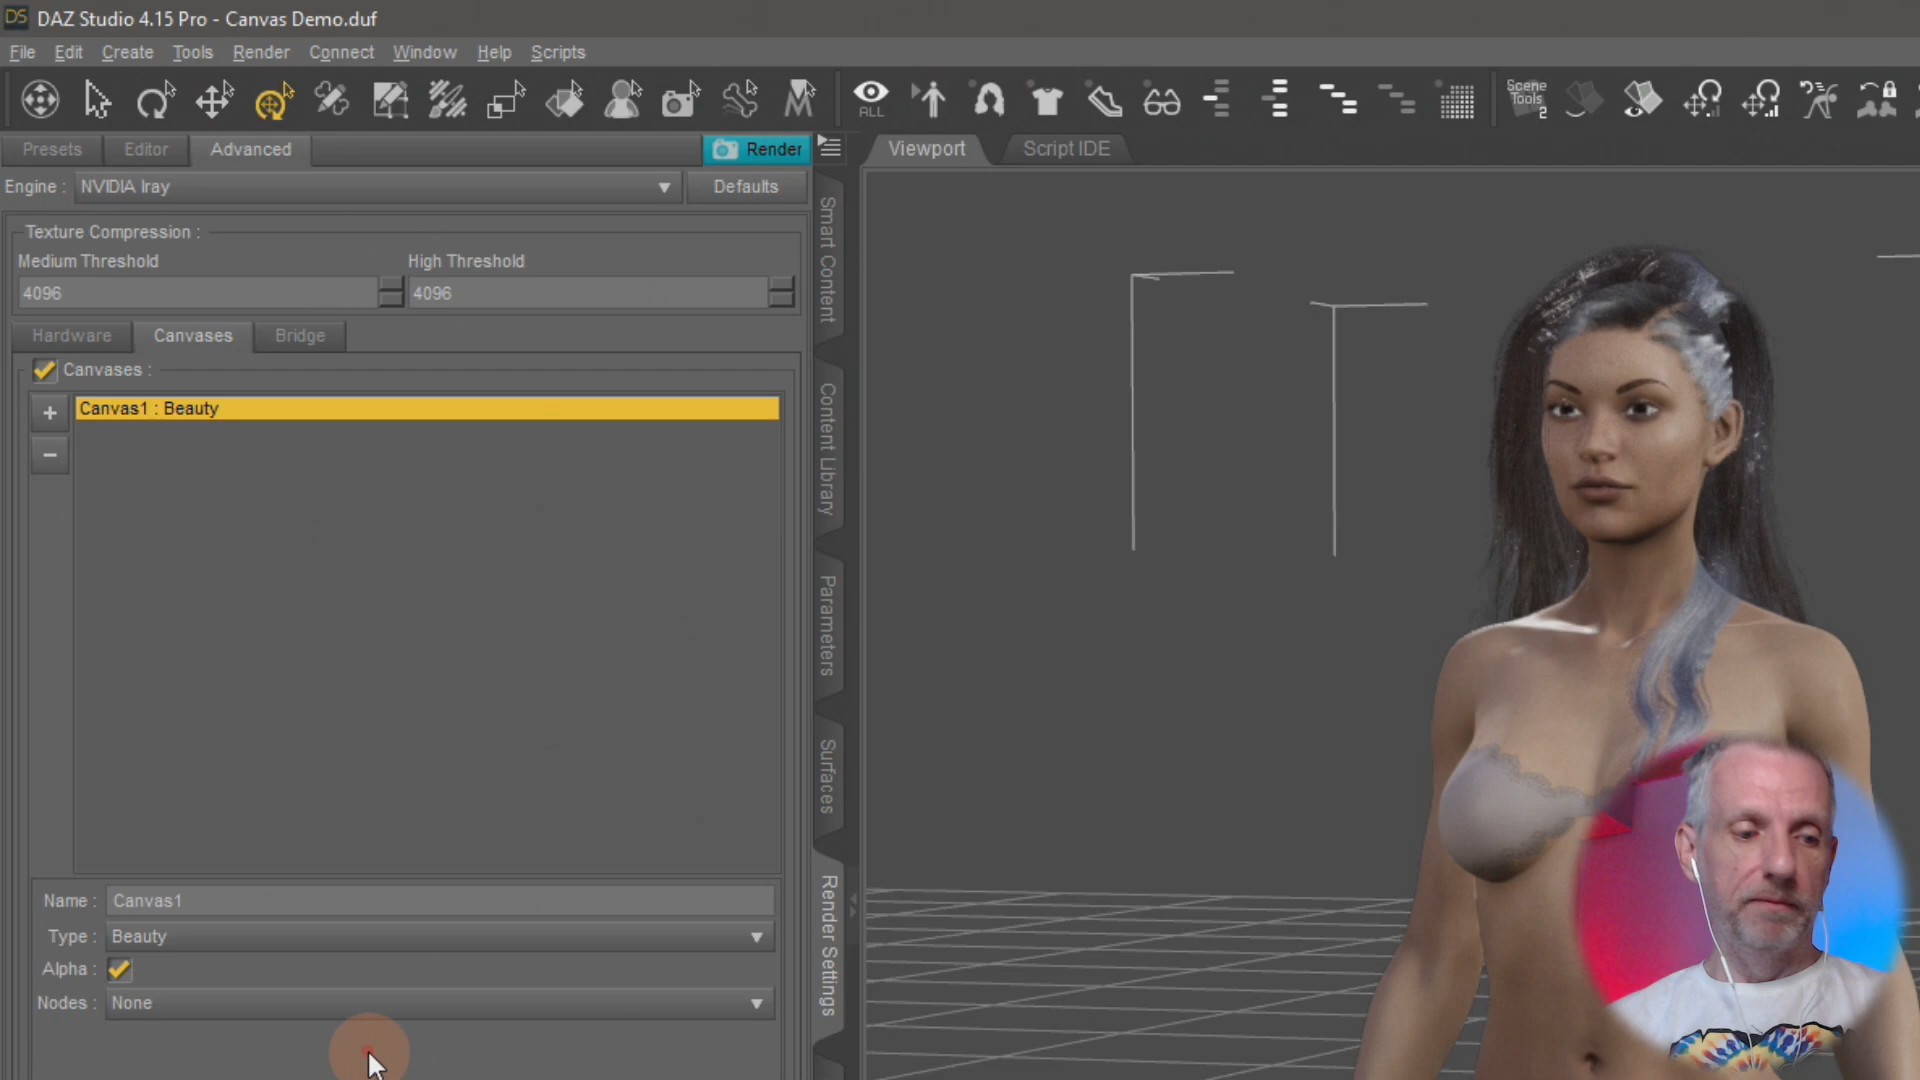 DS DAZ Studio 4.15 Pro - Canvas Demo.duf
File Edit Create Tools Render Connect Window Help Scripts
ALL
Scene
Tools
2
Presets Editor Advanced Render
Viewport Script IDE
Engine : NVIDIA Iray Defaults
Texture Compression :
Medium Threshold High Threshold
4096 4096
Hardware Canvases Bridge
Canvases :
+ Canvas1 : Beauty
−
Name : Canvas1
Type : Beauty
Alpha :
Nodes : None
Smart Content
Content Library
Parameters
Surfaces
Render Settings